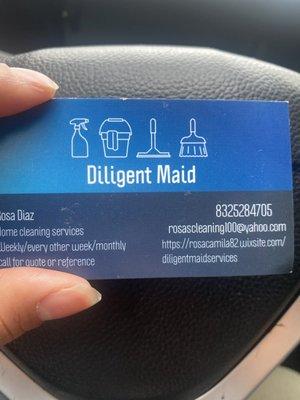 Diligent Maid
Rosa Diaz
Home cleaning services
Weekly/every other week/monthly
call for quote or reference
8325284705
rosascleaning100@yahoo.com
https://rosacamila82.wixsite.com/
diligentmaidservices